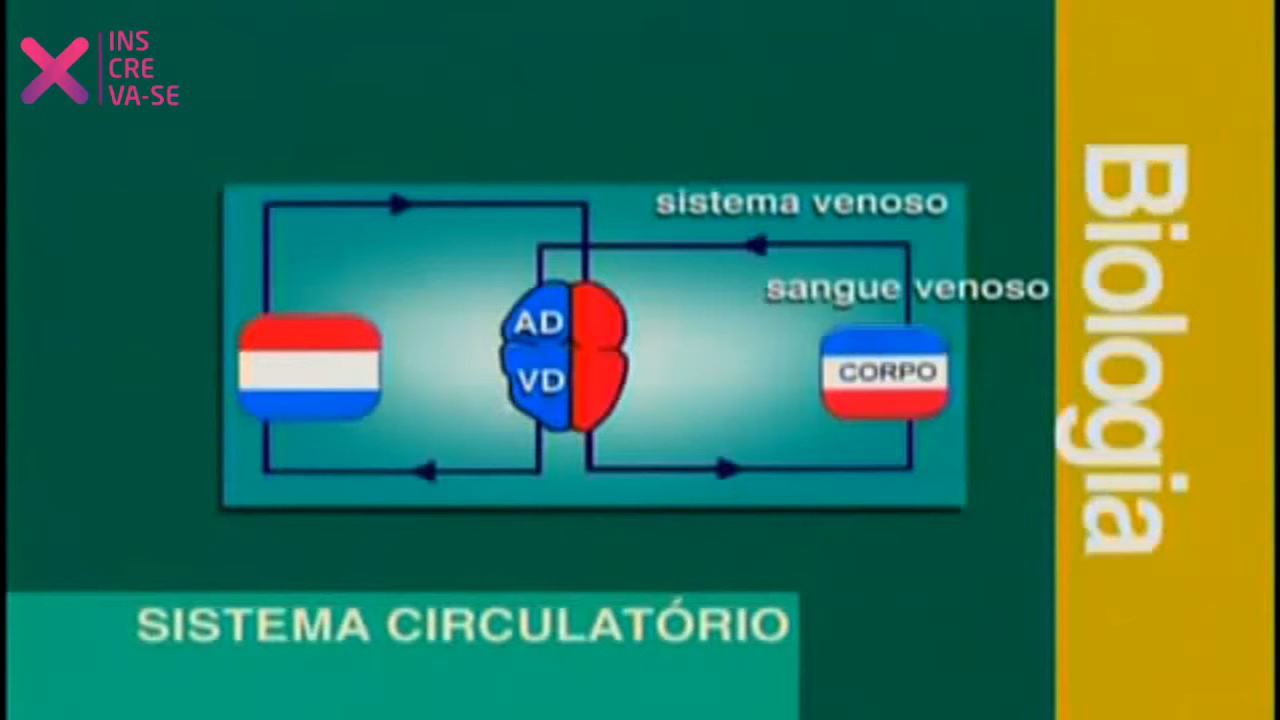 INS
CRE
VA-SE
sistema venoso
sangue venoso
AD
VD
CORPO
SISTEMA CIRCULATÓRIO
Biologia